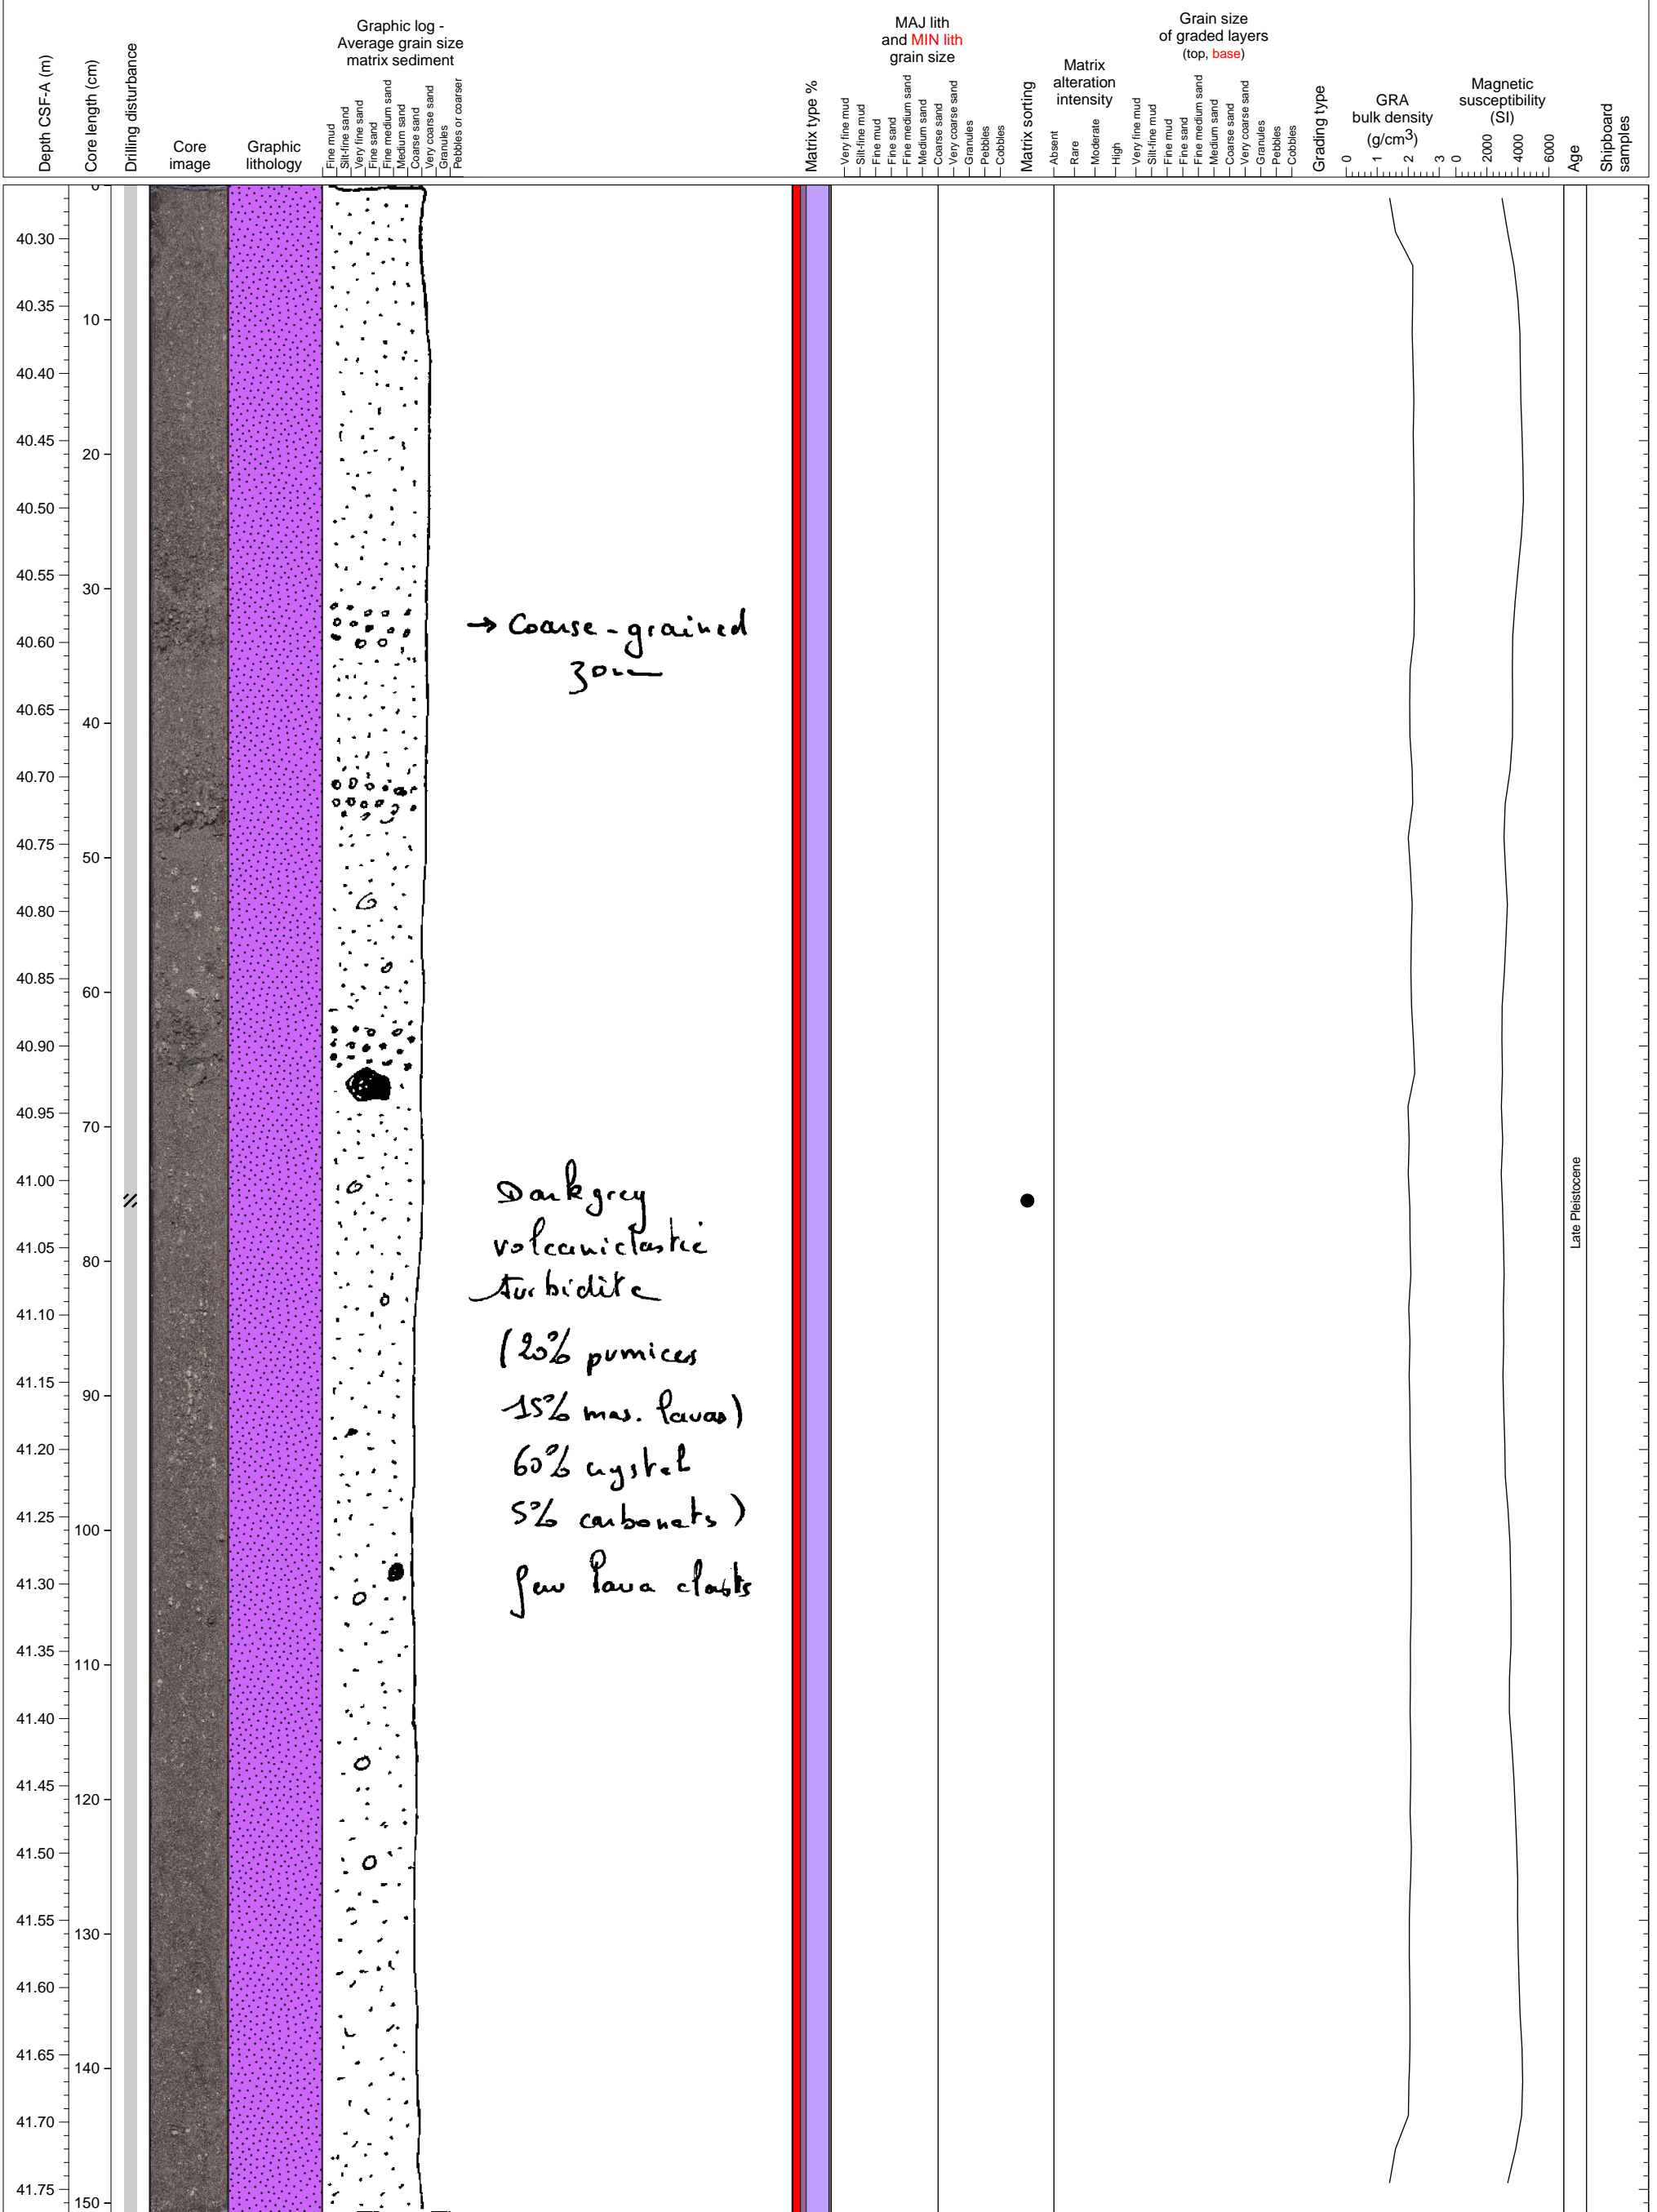 Depth CSF-A (m)
Core length (cm)
Drilling disturbance
Core
image
Graphic
lithology
Graphic log -
Average grain size
matrix sediment
Fine mud
Silt-fine sand
Very fine sand
Fine sand
Fine medium sand
Medium sand
Coarse sand
Very coarse sand
Granules
Pebbles or coarser
Matrix type %
MAJ lith
and MIN lith
grain size
Very fine mud
Silt-fine mud
Fine mud
Fine sand
Fine medium sand
Medium sand
Coarse sand
Very coarse sand
Granules
Pebbles
Cobbles
Matrix sorting
Matrix
alteration
intensity
Absent
Rare
Moderate
High
Grain size
of graded layers
(top, base)
Very fine mud
Silt-fine mud
Fine mud
Fine sand
Fine medium sand
Medium sand
Coarse sand
Very coarse sand
Granules
Pebbles
Cobbles
Grading type
GRA
bulk density
(g/cm3)
0 1 2 3
Magnetic
susceptibility
(SI)
0 2000 4000 6000
Age
Shipboard
samples
0
40.30
40.35
10
40.40
40.45
20
40.50
40.55
30
40.60
40.65
40
40.70
40.75
50
40.80
40.85
60
40.90
40.95
70
41.00
41.05
80
41.10
41.15
90
41.20
41.25
100
41.30
41.35
110
41.40
41.45
120
41.50
41.55
130
41.60
41.65
140
41.70
41.75
150
→ Coarse-grained
Dark grey
volcaniclastic
turbidite
(20% pumices
15% mas. lavas)
60% crystal
5% carbonats)
few lava clasts
Late Pleistocene